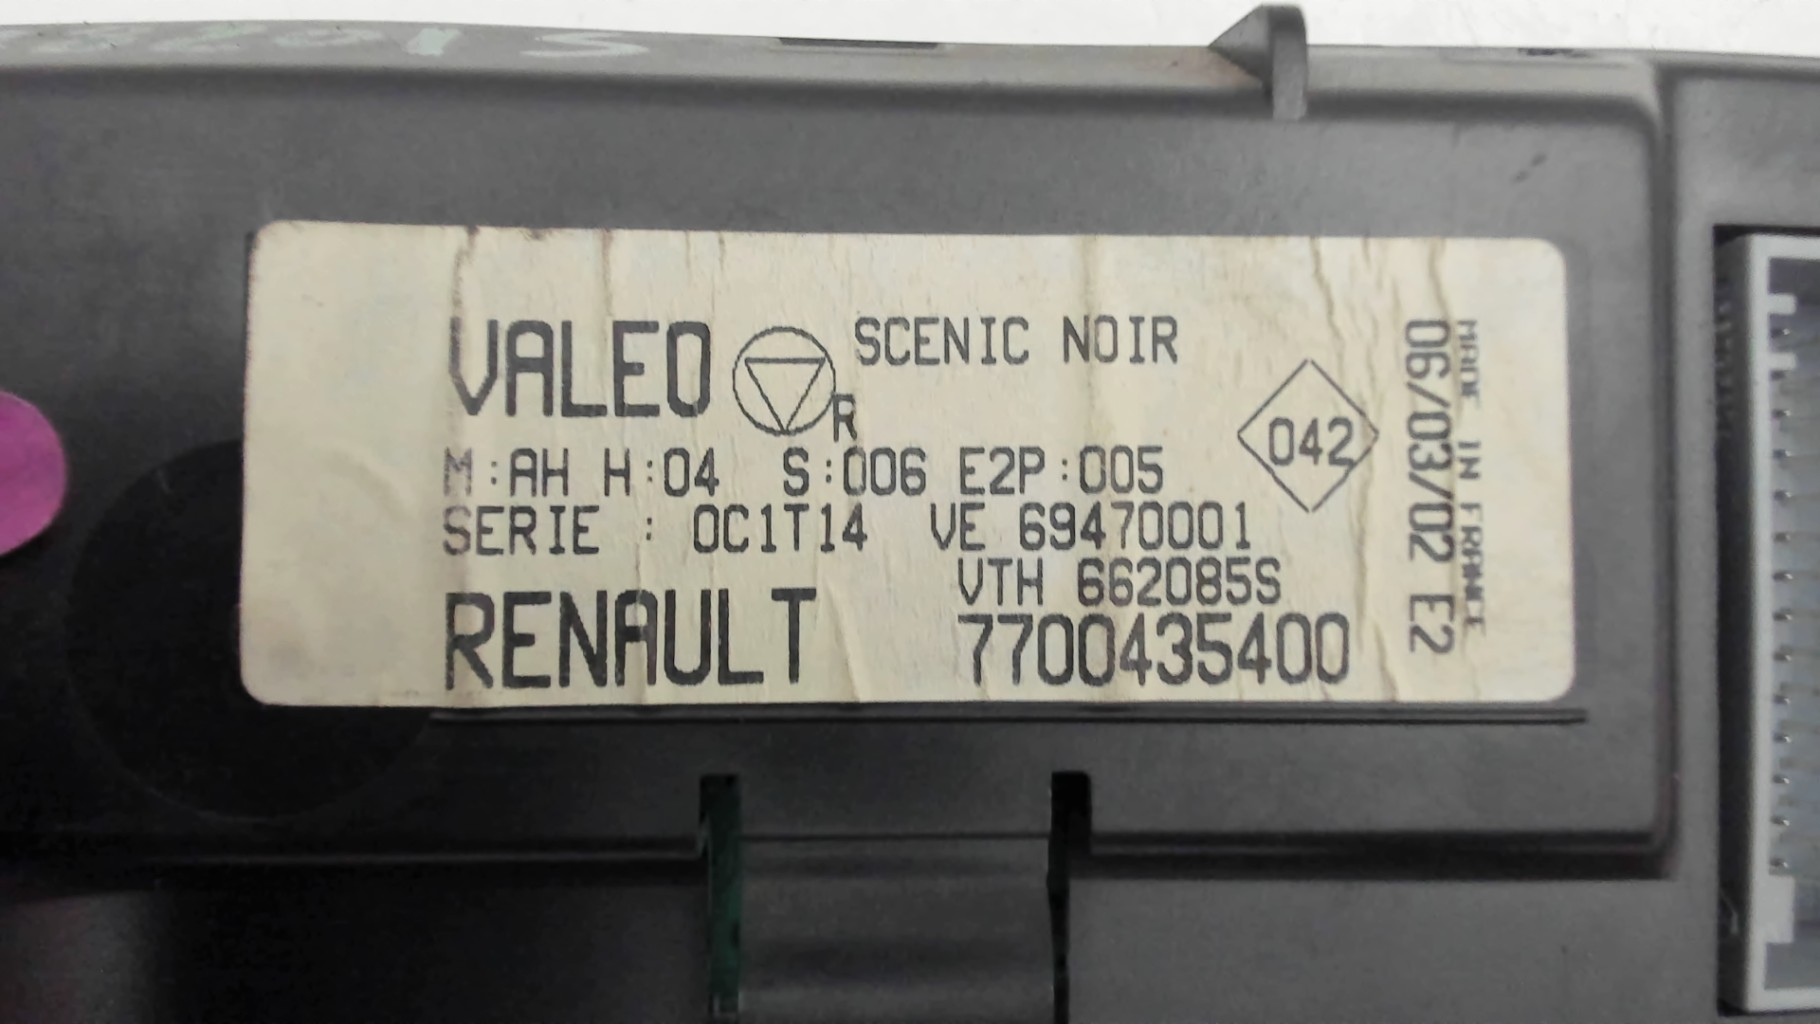 VALEO R SCENIC NOIR
M:AH H:04 S:006 E2P:005
042
SERIE : 0C1T14 VE 69470001
VTH 662085S
RENAULT 7700435400
MADE IN FRANCE
06/03/02 E2